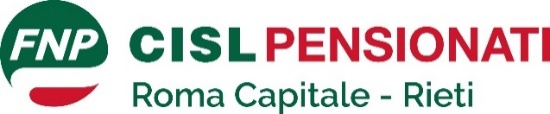 FNP CISL PENSIONATI
Roma Capitale - Rieti